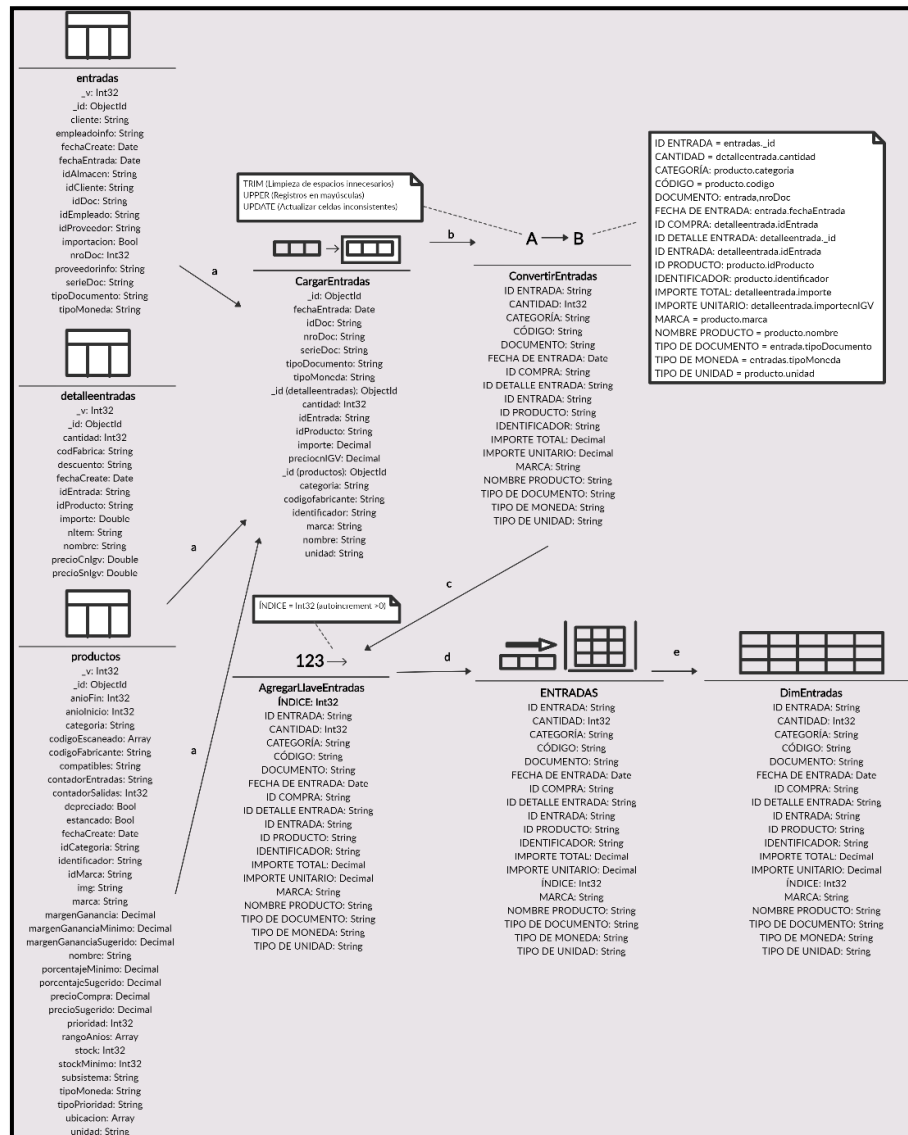 entradas
_v: Int32
_id: ObjectId
cliente: String
empleadoinfo: String
fechaCreate: Date
fechaEntrada: Date
idAlmacen: String
idCliente: String
idDoc: String
idEmpleado: String
idProveedor: String
importacion: Bool
nroDoc: Int32
proveedorinfo: String
serieDoc: String
tipoDocumento: String
tipoMoneda: String
detalleentradas
_v: Int32
_id: ObjectId
cantidad: Int32
codFabrica: String
descuento: String
fechaCreate: Date
idEntrada: String
idProducto: String
importe: Double
nItem: String
nombre: String
precioCnIgv: Double
precioSnIgv: Double
productos
_v: Int32
_id: ObjectId
anioFin: Int32
anioInicio: Int32
categoria: String
codigoEscaneado: Array
codigoFabricante: String
compatibles: String
contadorEntradas: String
contadorSalidas: Int32
depreciado: Bool
estancado: Bool
fechaCreate: Date
idCategoria: String
identificador: String
idMarca: String
img: String
marca: String
margenGanancia: Decimal
margenGananciaMinimo: Decimal
margenGananciaSugerido: Decimal
nombre: String
porcentajeMinimo: Decimal
porcentajeSugerido: Decimal
precioCompra: Decimal
precioSugerido: Decimal
prioridad: Int32
rangoAnios: Array
stock: Int32
stockMinimo: Int32
subsistema: String
tipoMoneda: String
tipoPrioridad: String
ubicacion: Array
unidad: String
a
a
a
TRIM (Limpieza de espacios innecesarios)
UPPER (Registros en mayúsculas)
UPDATE (Actualizar celdas inconsistentes)
CargarEntradas
_id: ObjectId
fechaEntrada: Date
idDoc: String
nroDoc: String
serieDoc: String
tipoDocumento: String
tipoMoneda: String
_id (detalleentradas): ObjectId
cantidad: Int32
idEntrada: String
idProducto: String
importe: Decimal
preciocnIGV: Decimal
_id (productos): ObjectId
categoria: String
codigofabricante: String
identificador: String
marca: String
nombre: String
unidad: String
b
A → B
ConvertirEntradas
ID ENTRADA: String
CANTIDAD: Int32
CATEGORÍA: String
CÓDIGO: String
DOCUMENTO: String
FECHA DE ENTRADA: Date
ID COMPRA: String
ID DETALLE ENTRADA: String
ID ENTRADA: String
ID PRODUCTO: String
IDENTIFICADOR: String
IMPORTE TOTAL: Decimal
IMPORTE UNITARIO: Decimal
MARCA: String
NOMBRE PRODUCTO: String
TIPO DE DOCUMENTO: String
TIPO DE MONEDA: String
TIPO DE UNIDAD: String
ID ENTRADA = entradas._id
CANTIDAD = detalleentrada.cantidad
CATEGORÍA: producto.categoria
CÓDIGO = producto.codigo
DOCUMENTO: entrada,nroDoc
FECHA DE ENTRADA: entrada.fechaEntrada
ID COMPRA: detalleentrada.idEntrada
ID DETALLE ENTRADA: detalleentrada._id
ID ENTRADA: detalleentrada.idEntrada
ID PRODUCTO: producto.idProducto
IDENTIFICADOR: producto.identificador
IMPORTE TOTAL: detalleentrada.importe
IMPORTE UNITARIO: detalleentrada.importecnIGV
MARCA = producto.marca
NOMBRE PRODUCTO = producto.nombre
TIPO DE DOCUMENTO = entrada.tipoDocumento
TIPO DE MONEDA = entradas.tipoMoneda
TIPO DE UNIDAD = producto.unidad
c
ÍNDICE = Int32 (autoincrement >0)
123 →
AgregarLlaveEntradas
ÍNDICE: Int32
ID ENTRADA: String
CANTIDAD: Int32
CATEGORÍA: String
CÓDIGO: String
DOCUMENTO: String
FECHA DE ENTRADA: Date
ID COMPRA: String
ID DETALLE ENTRADA: String
ID ENTRADA: String
ID PRODUCTO: String
IDENTIFICADOR: String
IMPORTE TOTAL: Decimal
IMPORTE UNITARIO: Decimal
MARCA: String
NOMBRE PRODUCTO: String
TIPO DE DOCUMENTO: String
TIPO DE MONEDA: String
TIPO DE UNIDAD: String
d
ENTRADAS
ID ENTRADA: String
CANTIDAD: Int32
CATEGORÍA: String
CÓDIGO: String
DOCUMENTO: String
FECHA DE ENTRADA: Date
ID COMPRA: String
ID DETALLE ENTRADA: String
ID ENTRADA: String
ID PRODUCTO: String
IDENTIFICADOR: String
IMPORTE TOTAL: Decimal
IMPORTE UNITARIO: Decimal
ÍNDICE: Int32
MARCA: String
NOMBRE PRODUCTO: String
TIPO DE DOCUMENTO: String
TIPO DE MONEDA: String
TIPO DE UNIDAD: String
e
DimEntradas
ID ENTRADA: String
CANTIDAD: Int32
CATEGORÍA: String
CÓDIGO: String
DOCUMENTO: String
FECHA DE ENTRADA: Date
ID COMPRA: String
ID DETALLE ENTRADA: String
ID ENTRADA: String
ID PRODUCTO: String
IDENTIFICADOR: String
IMPORTE TOTAL: Decimal
IMPORTE UNITARIO: Decimal
ÍNDICE: Int32
MARCA: String
NOMBRE PRODUCTO: String
TIPO DE DOCUMENTO: String
TIPO DE MONEDA: String
TIPO DE UNIDAD: String